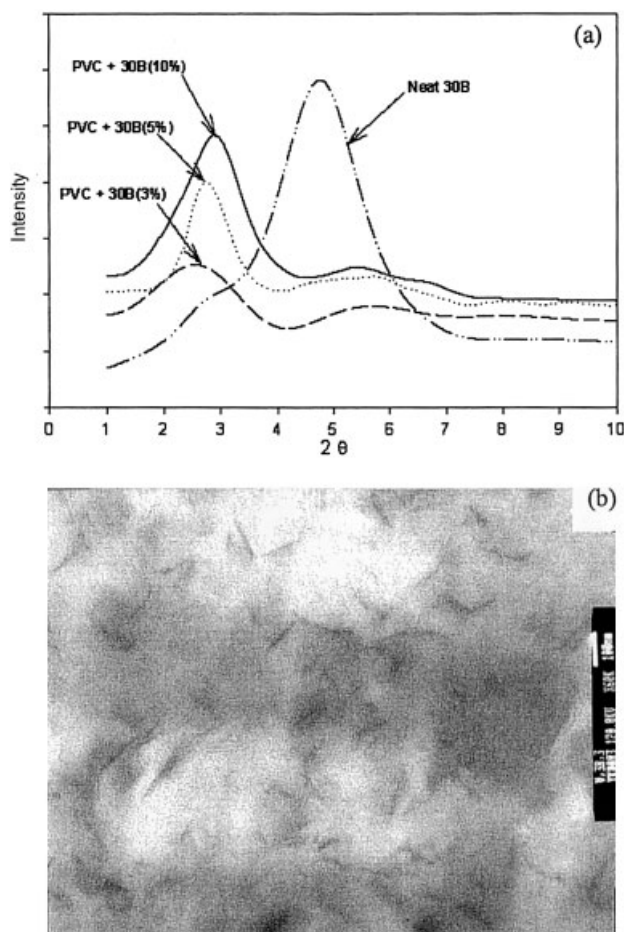 (a)
PVC + 30B(10%)
Neat 30B
PVC + 30B(5%)
PVC + 30B(3%)
Intensity
0 1 2 3 4 5 6 7 8 9 10
2 θ
(b)
100nm